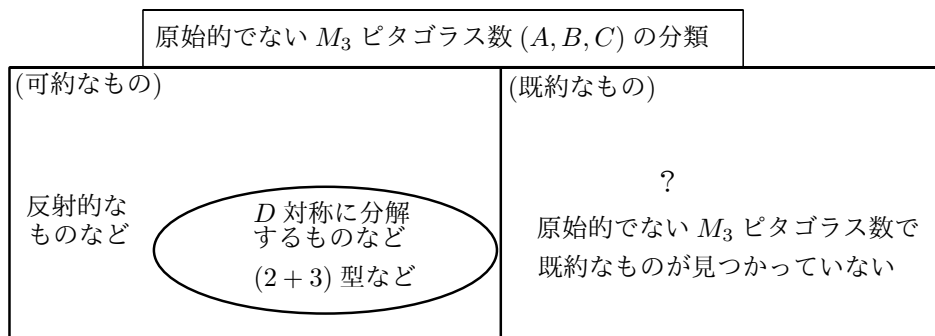 原始的でない M₃ ピタゴラス数 (A, B, C) の分類
(可約なもの)
反射的な
ものなど
D 対称に分解
するものなど
(2 + 3) 型など
(既約なもの)
?
原始的でない M₃ ピタゴラス数で
既約なものが見つかっていない